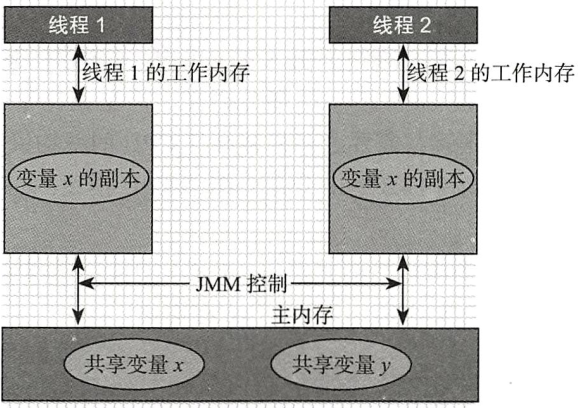 线程 1
线程 2
线程 1 的工作内存
线程 2 的工作内存
变量 x 的副本
变量 x 的副本
JMM 控制
主内存
共享变量 x
共享变量 y